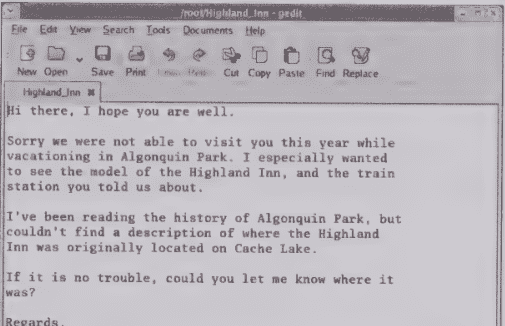 /root/Highland_Inn - gedit
File Edit View Search Tools Documents Help
New Open Save Print Undo Redo Cut Copy Paste Find Replace
Highland_Inn
Hi there, I hope you are well.
Sorry we were not able to visit you this year while
vacationing in Algonquin Park. I especially wanted
to see the model of the Highland Inn, and the train
station you told us about.
I've been reading the history of Algonquin Park, but
couldn't find a description of where the Highland
Inn was originally located on Cache Lake.
If it is no trouble, could you let me know where it
was?
Regards,